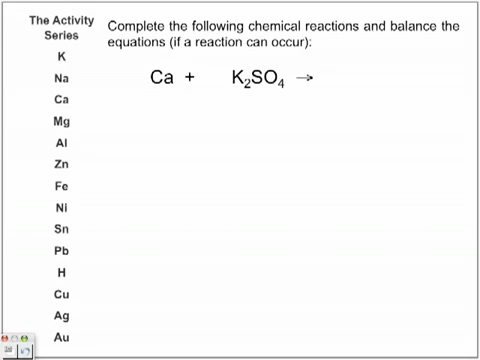 The Activity
Series
K
Na
Ca
Mg
Al
Zn
Fe
Ni
Sn
Pb
H
Cu
Ag
Au
Complete the following chemical reactions and balance the
equations (if a reaction can occur):
Ca + K₂SO₄ →